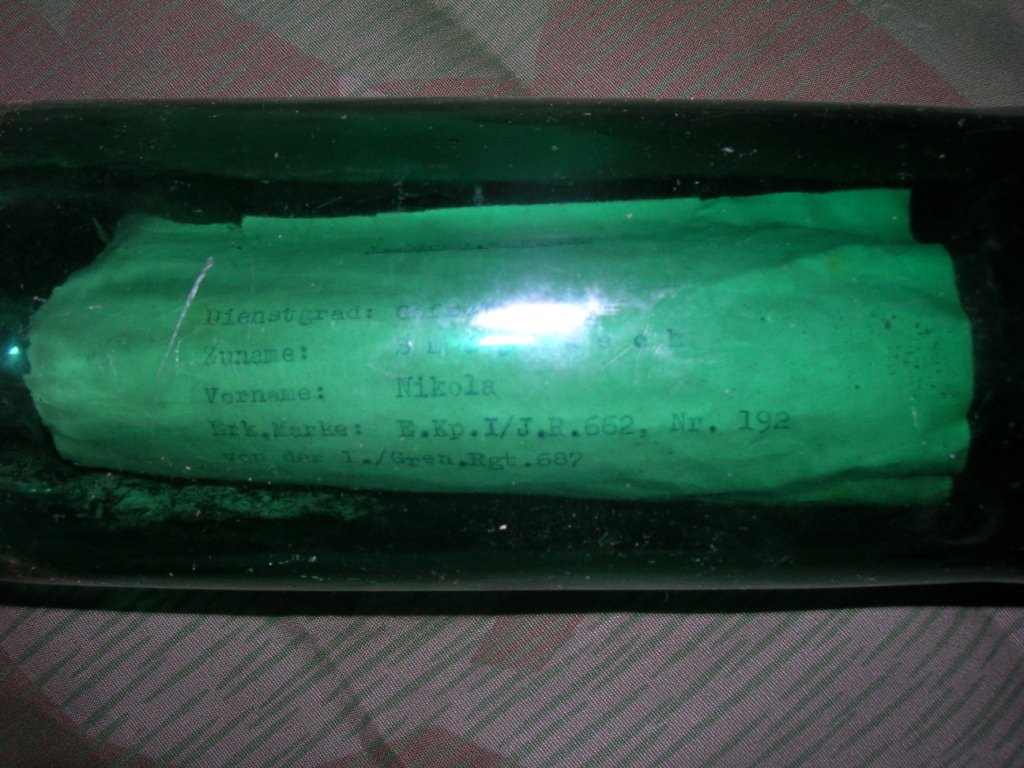 Dienstgrad:
Zuname:
Vorname: Nikola
Erk.Marke: E.Kp.I/J.R.662, Nr. 192
von der 1./Gren.Rgt.687